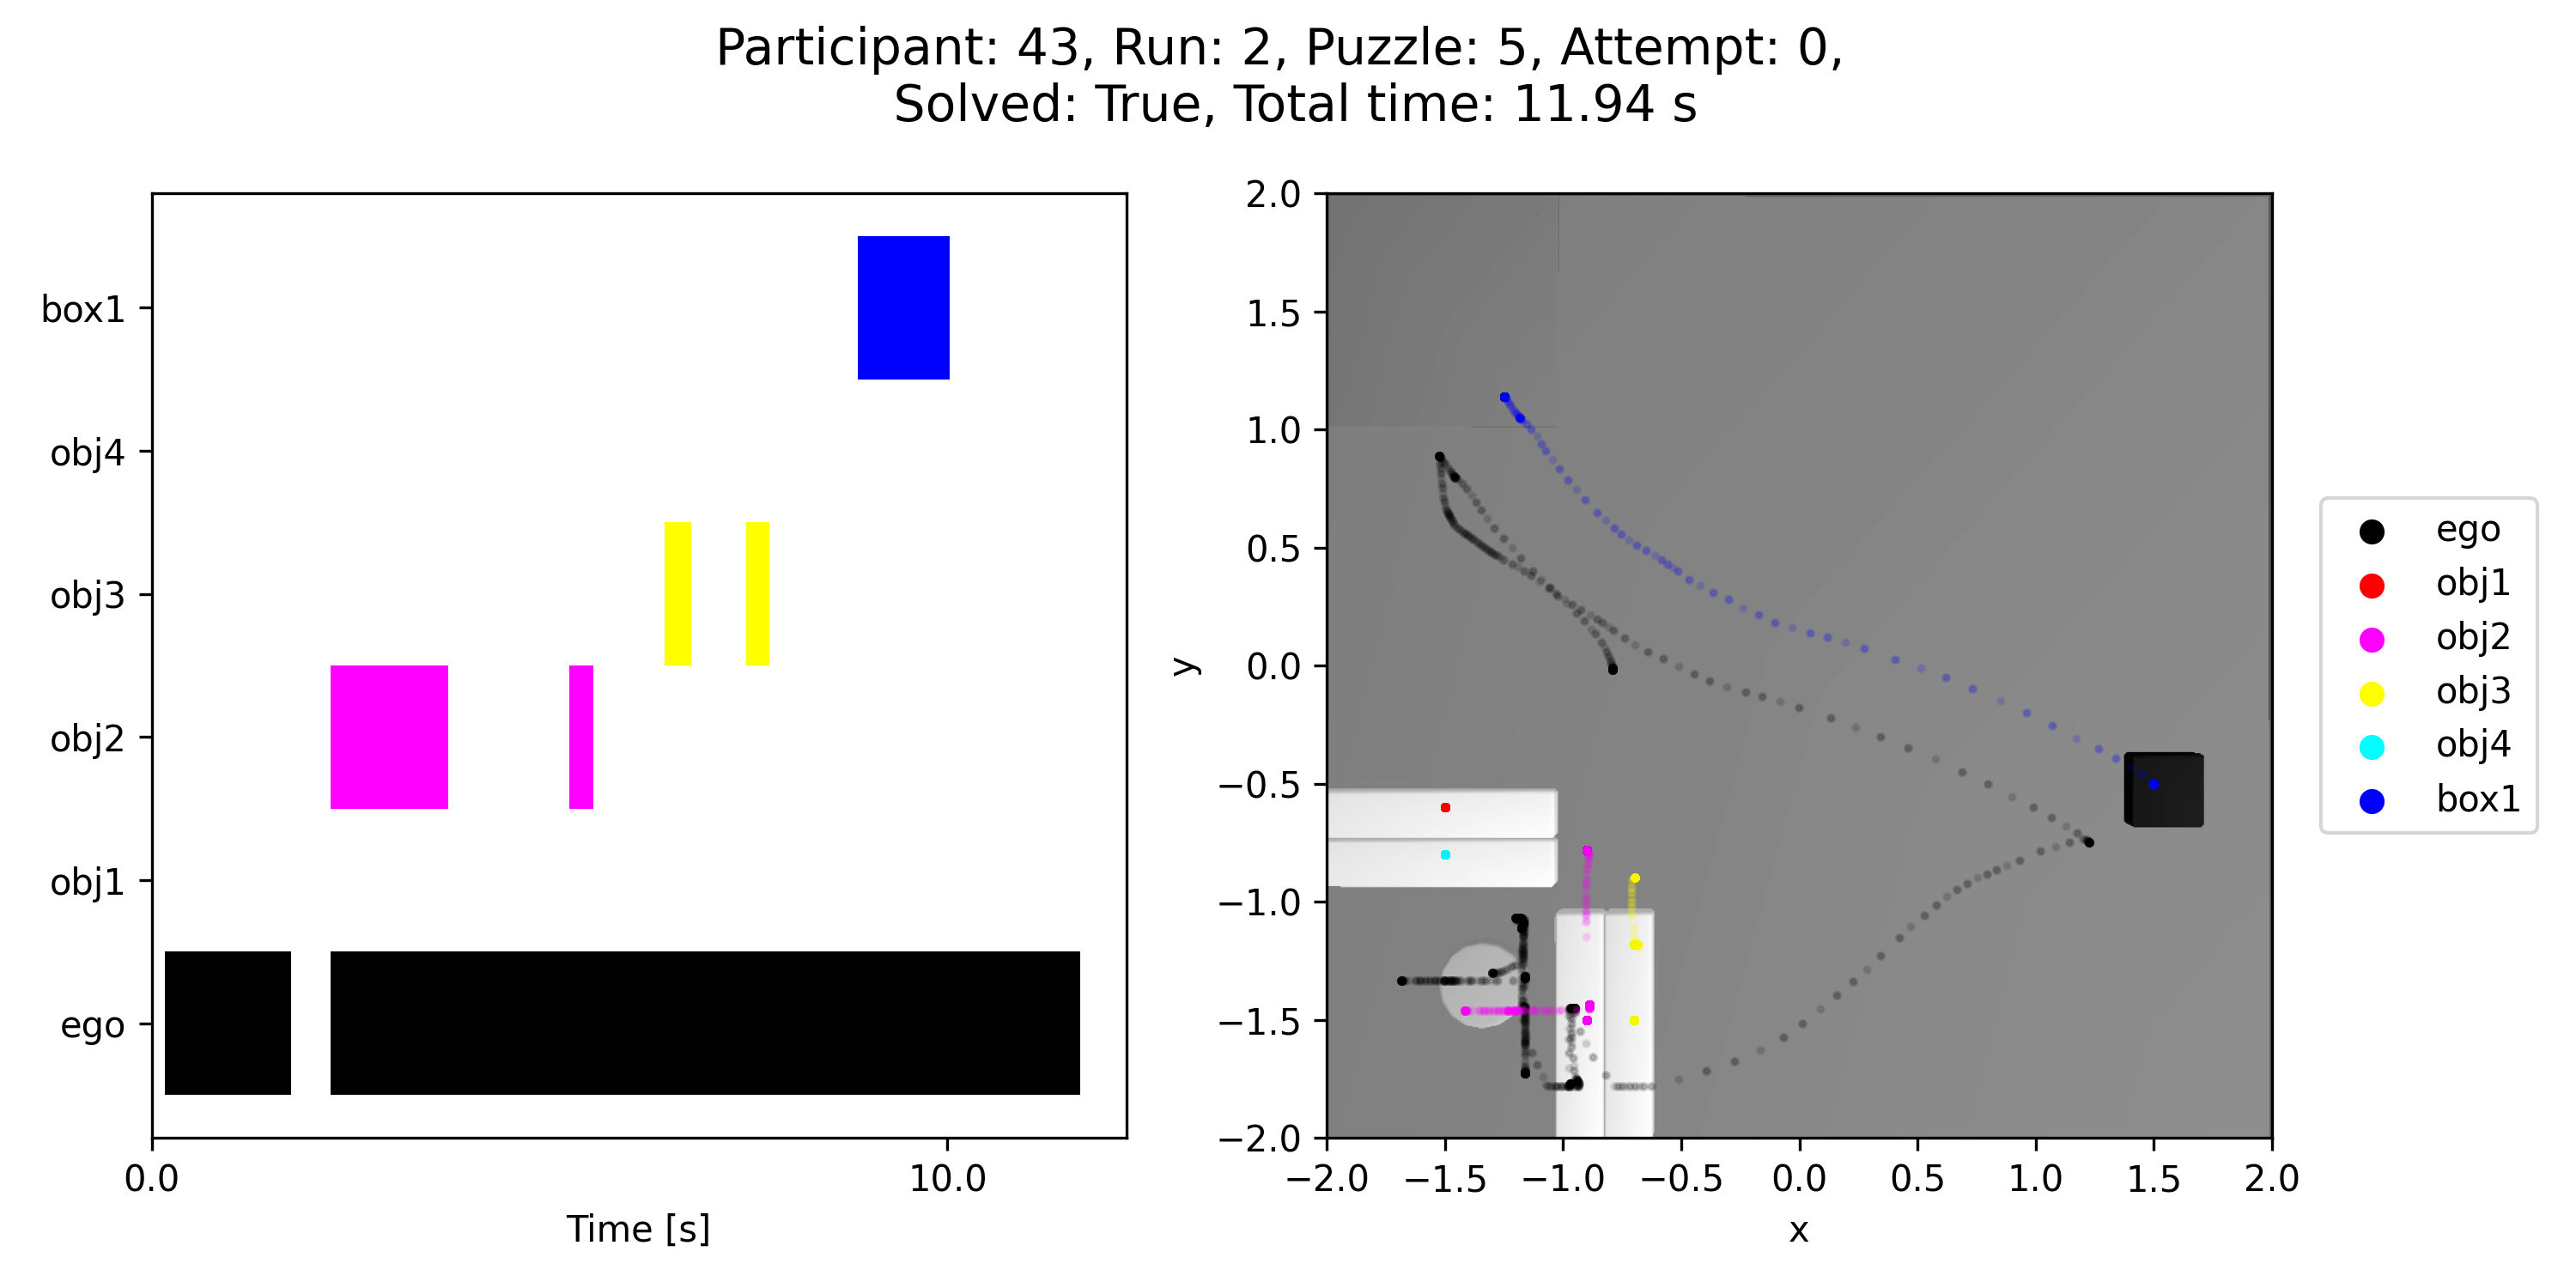 Participant: 43, Run: 2, Puzzle: 5, Attempt: 0,
Solved: True, Total time: 11.94 s
box1
obj4
obj3
obj2
obj1
ego
0.0
10.0
Time [s]
2.0
1.5
1.0
0.5
0.0
−0.5
−1.0
−1.5
−2.0
y
−2.0
−1.5
−1.0
−0.5
0.0
0.5
1.0
1.5
2.0
x
ego
obj1
obj2
obj3
obj4
box1